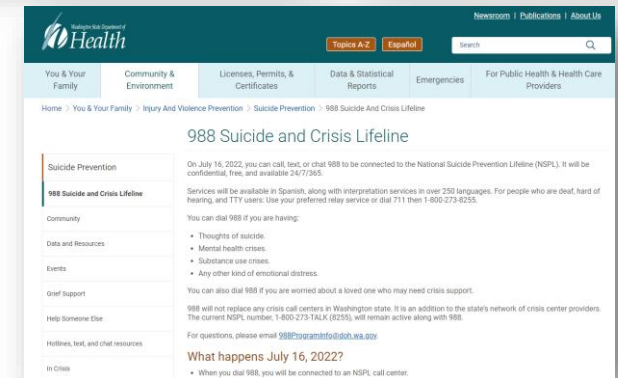 Newsroom | Publications | About Us
Washington State Department of
Health
Topics A-Z
Español
Search
You & Your
Family
Community &
Environment
Licenses, Permits, &
Certificates
Data & Statistical
Reports
Emergencies
For Public Health & Health Care
Providers
Home > You & Your Family > Injury And Violence Prevention > Suicide Prevention > 988 Suicide and Crisis Lifeline
988 Suicide and Crisis Lifeline
Suicide Prevention
988 Suicide and Crisis Lifeline
Community
Data and Resources
Events
Grief Support
Help Someone Else
Hotlines, text, and chat resources
In Crisis
On July 16, 2022, you can call, text, or chat 988 to be connected to the National Suicide Prevention Lifeline (NSPL). It will be
confidential, free, and available 24/7/365.
Services will be available in Spanish, along with interpretation services in over 250 languages. For people who are deaf, hard of
hearing, and TTY users: Use your preferred relay service or dial 711 then 1-800-273-8255.
You can dial 988 if you are having:
• Thoughts of suicide.
• Mental health crises.
• Substance use crises.
• Any other kind of emotional distress.
You can also dial 988 if you are worried about a loved one who may need crisis support.
988 will not replace any crisis call centers in Washington state. It is an addition to the state's network of crisis center providers.
The current NSPL number, 1-800-273-TALK (8255), will remain active along with 988.
For questions, please email 988ProgramInfo@doh.wa.gov.
What happens July 16, 2022?
• When you dial 988, you will be connected to an NSPL call center.